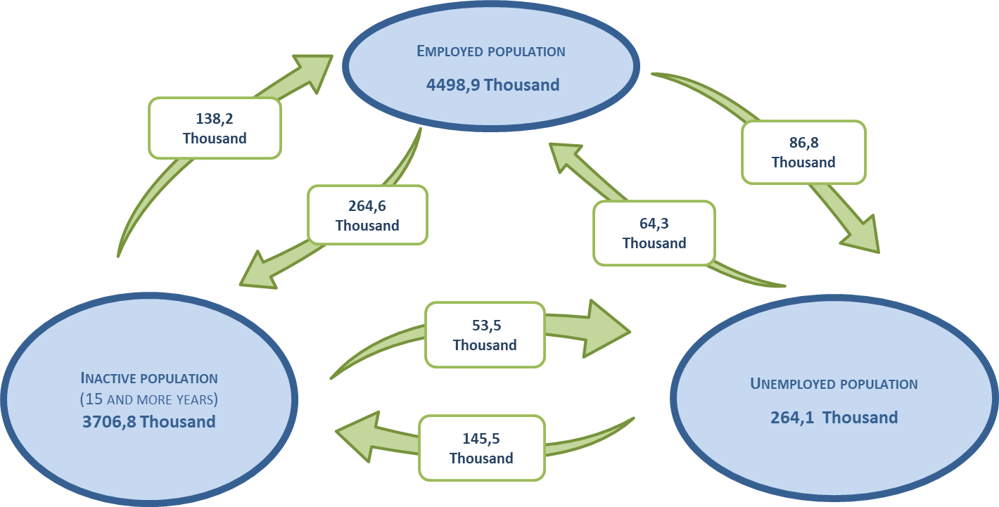 EMPLOYED POPULATION
4498,9 Thousand
138,2
Thousand
86,8
Thousand
264,6
Thousand
64,3
Thousand
53,5
Thousand
INACTIVE POPULATION
(15 AND MORE YEARS)
3706,8 Thousand
UNEMPLOYED POPULATION
264,1 Thousand
145,5
Thousand